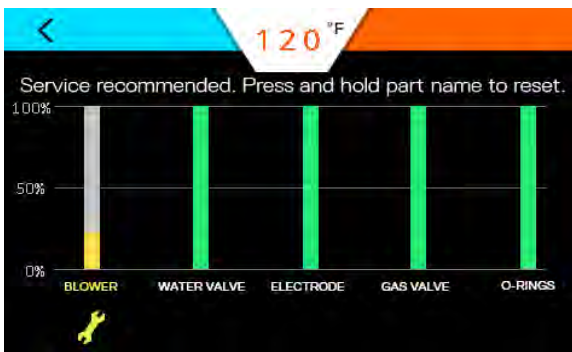 120°F
Service recommended. Press and hold part name to reset.
100%
50%
0%
BLOWER WATER VALVE ELECTRODE GAS VALVE O-RINGS